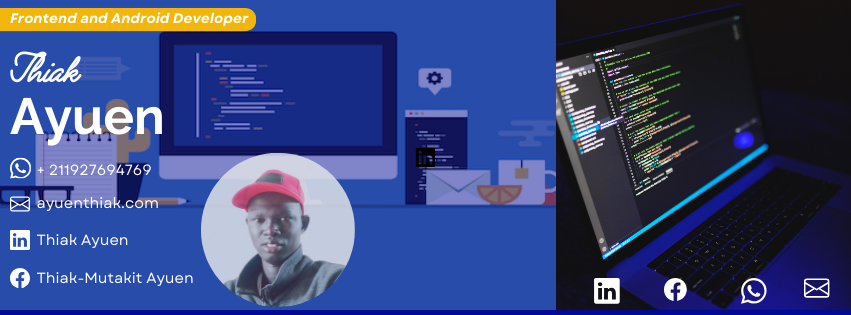 Frontend and Android Developer
Thiak
Ayuen
+ 211927694769
ayuenthiak.com
Thiak Ayuen
Thiak-Mutakit Ayuen